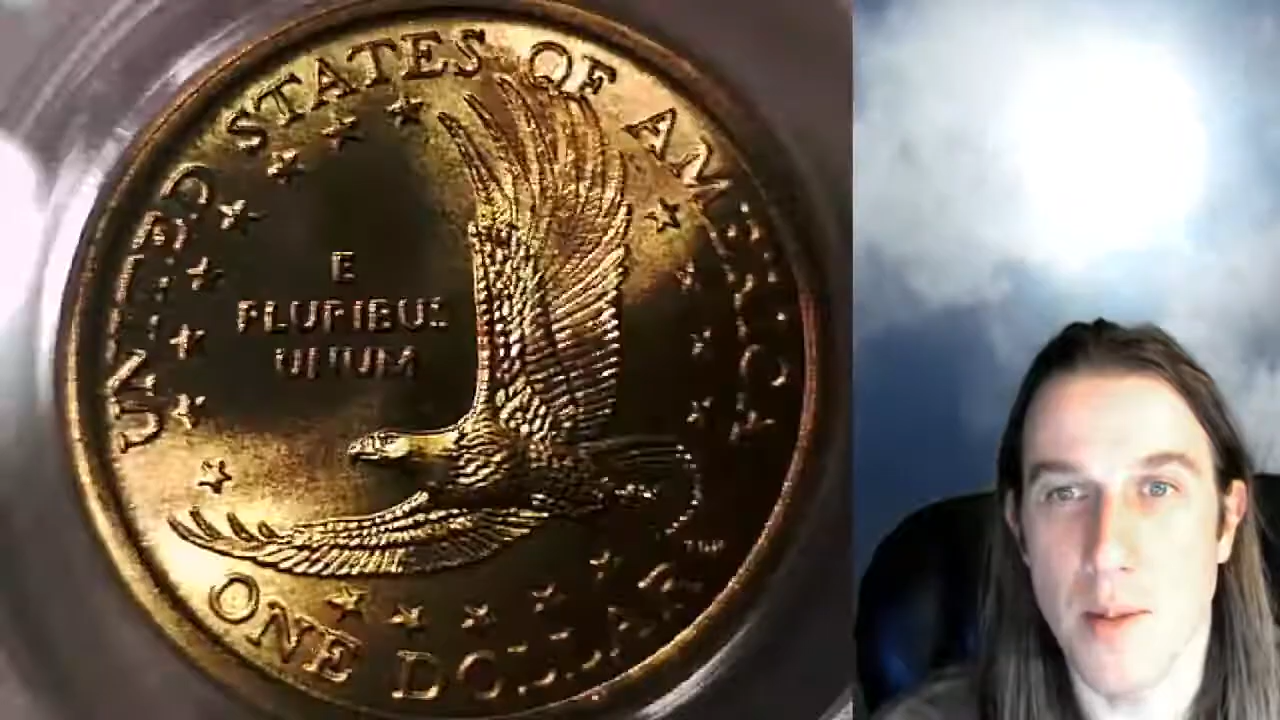 UNITED STATES OF AMERICA
E
PLURIBUS
UNUM
ONE DOLLAR